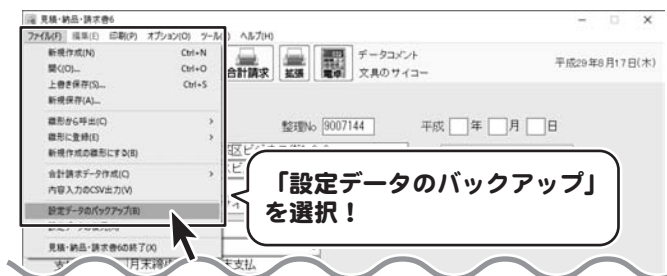 見積・納品・請求書6
ファイル(F) 編集(E) 印刷(P) オプション(O) ツール( ヘルプ(H)
新規作成(N) Ctrl+N
開く(O)... Ctrl+O
上書き保存(S)... Ctrl+S
新規保存(A)...
雛形から呼出(C)
雛形に登録(E)
新規作成の雛形にする(B)
合計請求データ作成(C)
内容入力のCSV出力(V)
設定データのバックアップ(B)
見積・納品・請求書6の終了(X)
合計請求 拡張 電卓
データコメント
文具のサイコー
平成29年8月17日(木)
整理No 9007144 平成 年 月 日
「設定データのバックアップ」
を選択！
月末締 末支払